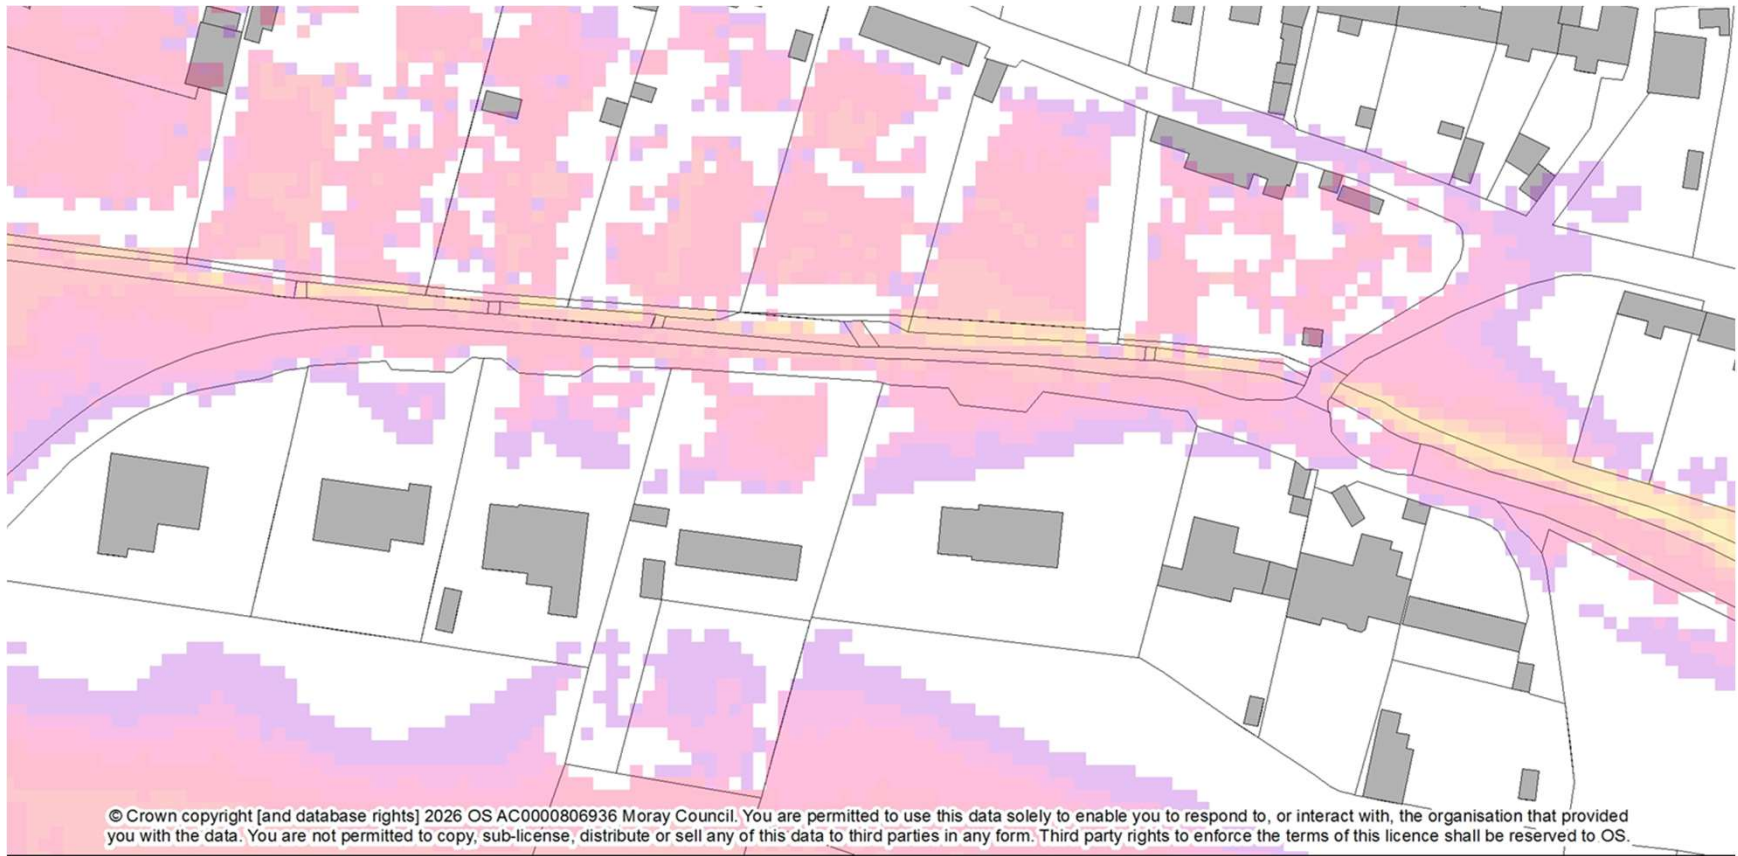 © Crown copyright [and database rights] 2026 OS AC0000806936 Moray Council. You are permitted to use this data solely to enable you to respond to, or interact with, the organisation that provided
you with the data. You are not permitted to copy, sub-license, distribute or sell any of this data to third parties in any form. Third party rights to enforce the terms of this licence shall be reserved to OS.